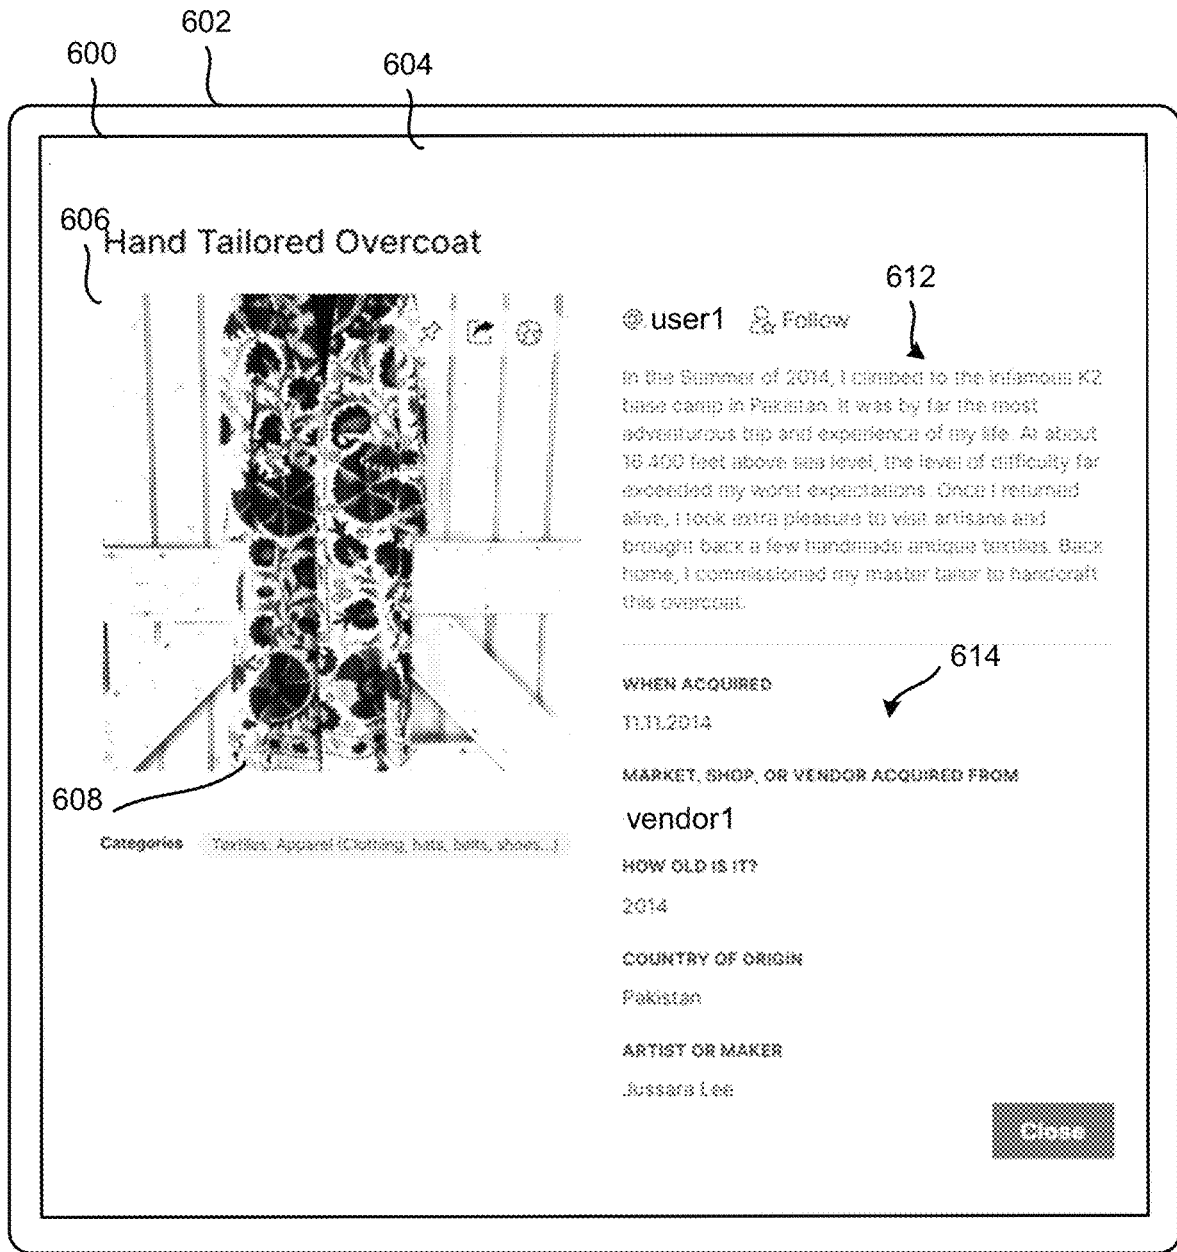 602
600
604
606
Hand Tailored Overcoat
612
@ user1 Follow
In the Summer of 2014, I climbed to the infamous K2
base camp in Pakistan. It was by far the most
adventurous trip and experience of my life. At about
16,400 feet above sea level, the level of difficulty far
exceeded my worst expectations. Once I returned
alive, I took extra pleasure to visit artisans and
brought back a few handmade antique textiles. Back
home, I commissioned my master tailor to handcraft
this overcoat.
614
WHEN ACQUIRED
11.11.2014
MARKET, SHOP, OR VENDOR ACQUIRED FROM
608
vendor1
Categories Textiles: Apparel (Clothing, hats, belts, shoes...)
HOW OLD IS IT?
2014
COUNTRY OF ORIGIN
Pakistan
ARTIST OR MAKER
Jussara Lee
Close